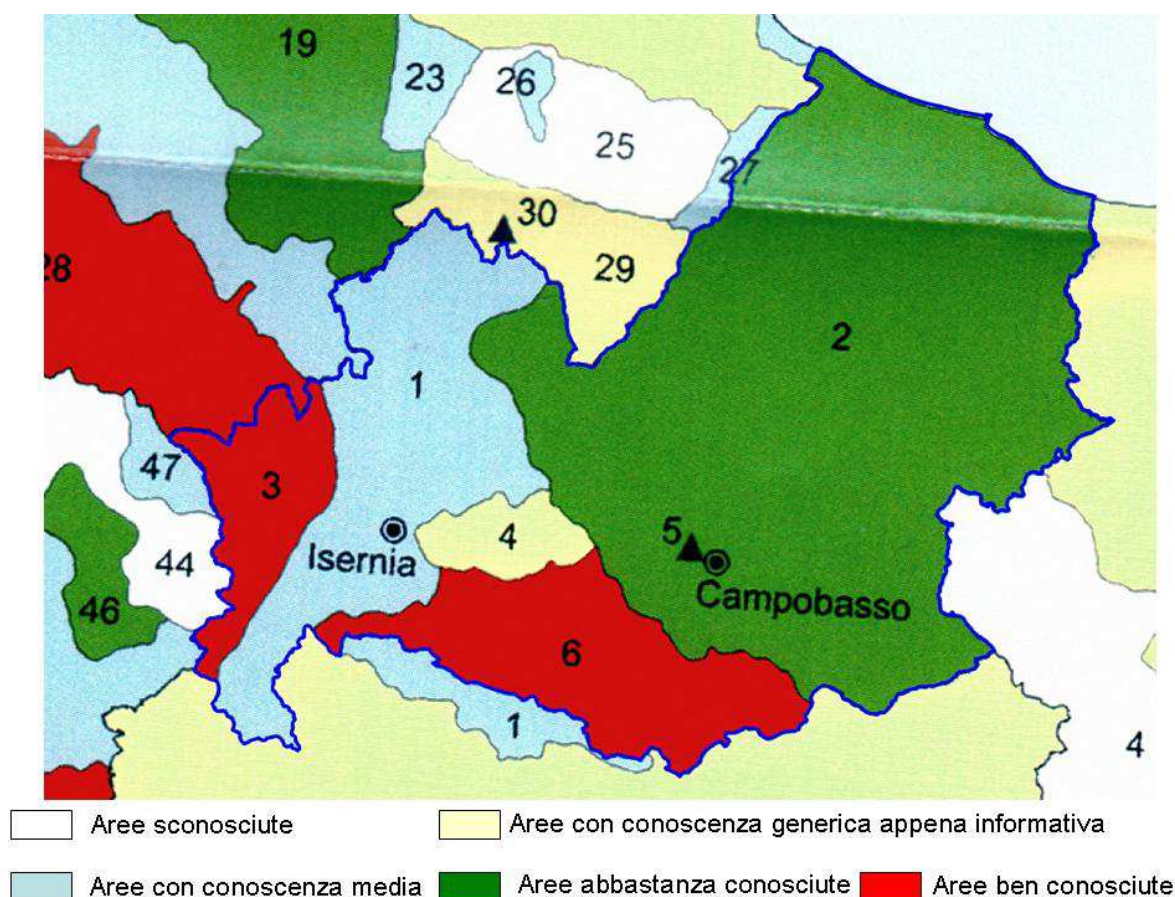 19
23
26
25
27
30
29
28
2
1
47
3
44
Isernia
4
5
Campobasso
46
6
1
4
Aree sconosciute
Aree con conoscenza generica appena informativa
Aree con conoscenza media
Aree abbastanza conosciute
Aree ben conosciute